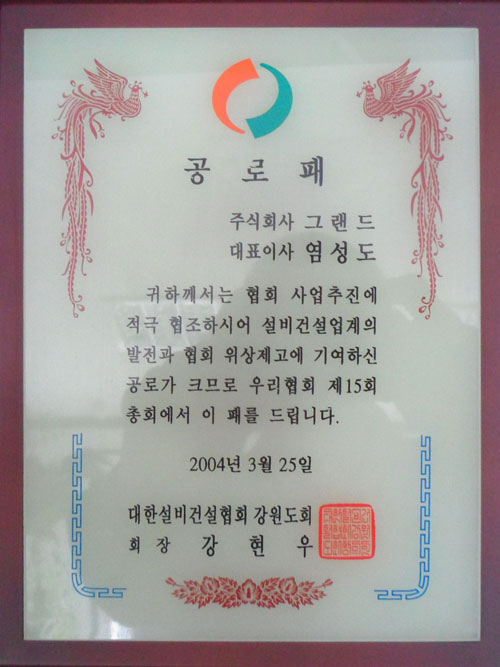 공로패
주식회사 그랜드
대표이사 염성도
귀하께서는 협회 사업추진에
적극 협조하시어 설비건설업계의
발전과 협회 위상제고에 기여하신
공로가 크므로 우리협회 제15회
총회에서 이 패를 드립니다.
2004년 3월 25일
대한설비건설협회 강원도회
회장 강현우